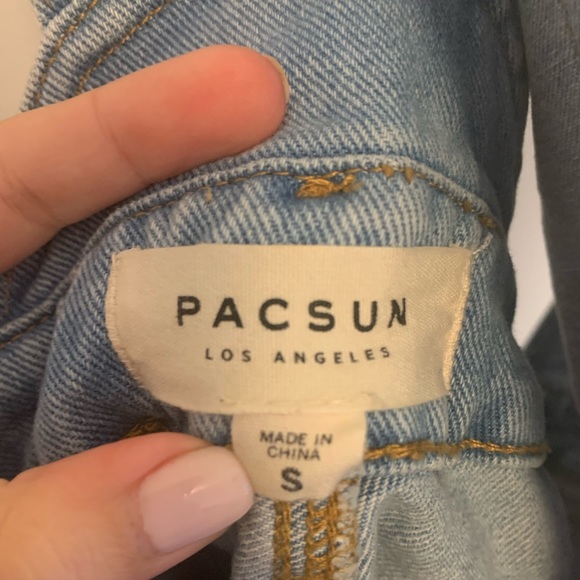 PACSUN
LOS ANGELES
MADE IN
CHINA
S